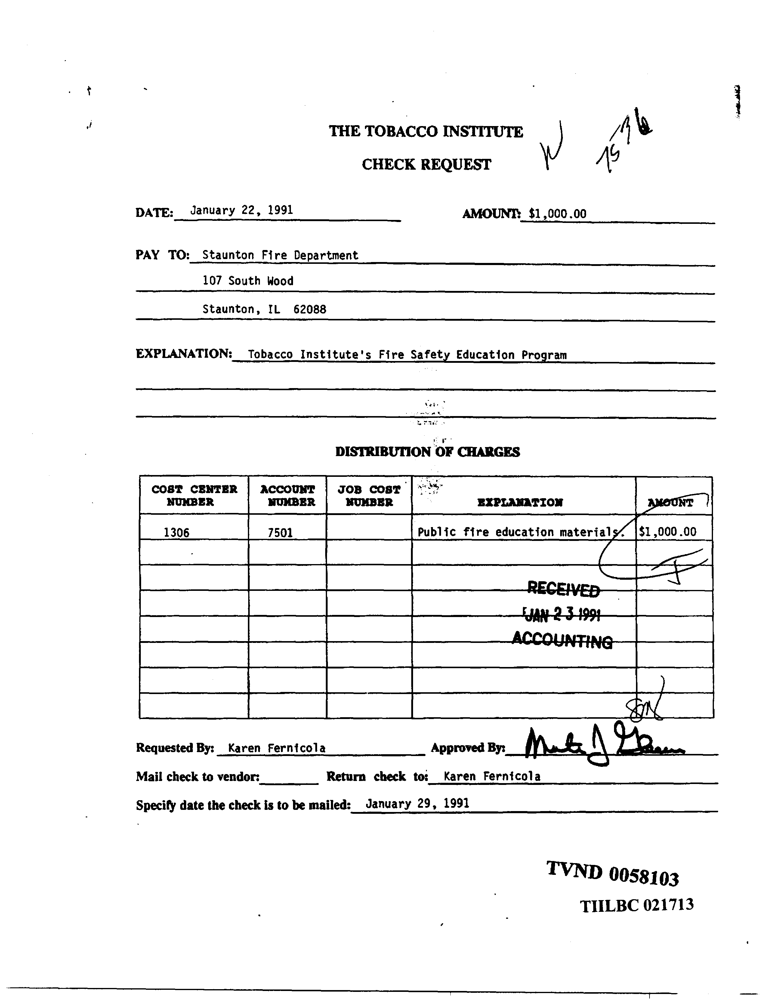 THE TOBACCO INSTITUTE
CHECK REQUEST
DATE: January 22, 1991 AMOUNT: $1,000.00
PAY TO: Staunton Fire Department
107 South Wood
Staunton, IL 62088
EXPLANATION: Tobacco Institute's Fire Safety Education Program
DISTRIBUTION OF CHARGES
COST CENTER NUMBER ACCOUNT NUMBER JOB COST NUMBER EXPLANATION AMOUNT
1306 7501 Public fire education materials. $1,000.00
RECEIVED
JAN 23 1991
ACCOUNTING
Requested By: Karen Fernicola Approved By:
Mail check to vendor: Return check to: Karen Fernicola
Specify date the check is to be mailed: January 29, 1991
TVND 0058103
TIILBC 021713